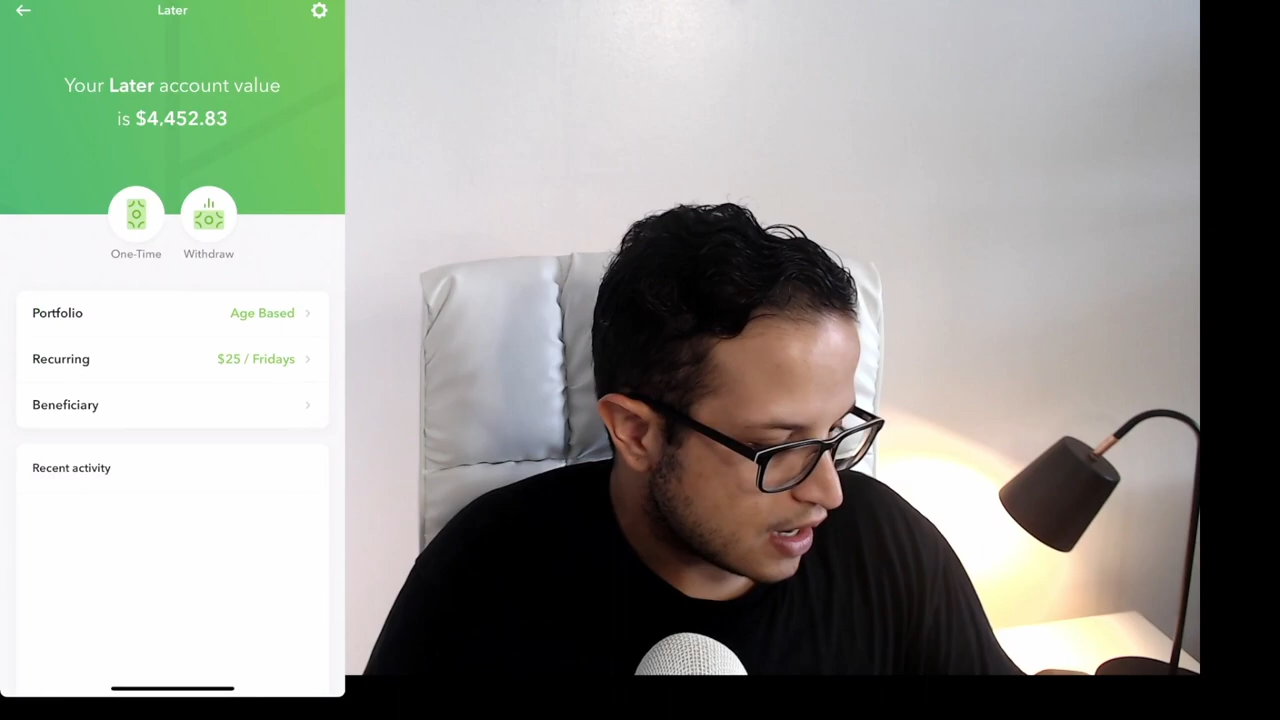 Later
Your Later account value
is $4,452.83
One-Time
Withdraw
Portfolio
Age Based
Recurring
$25 / Fridays
Beneficiary
Recent activity